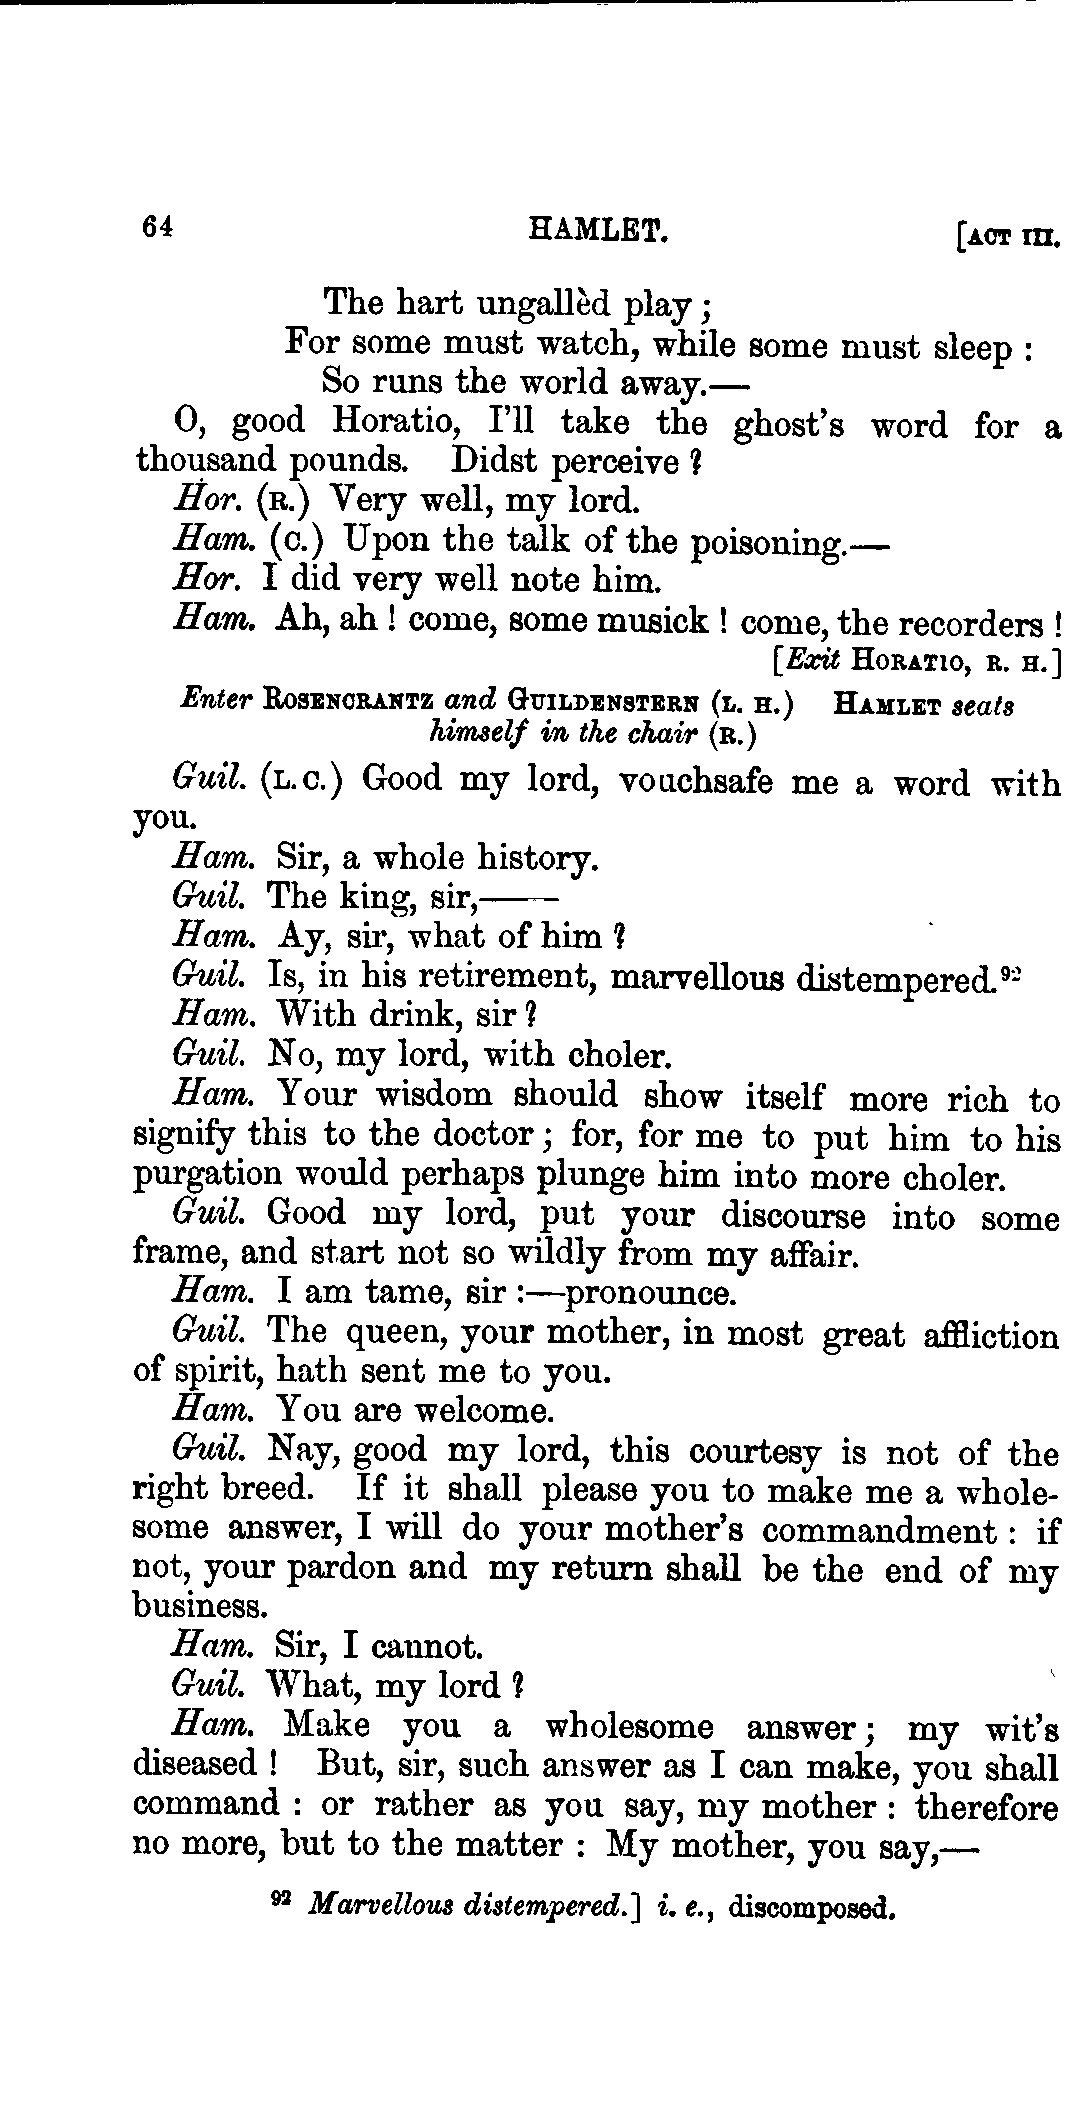 64 HAMLET. [ACT III.
The hart ungallèd play ;
For some must watch, while some must sleep :
So runs the world away.—
O, good Horatio, I'll take the ghost's word for a
thousand pounds. Didst perceive ?
Hor. (R.) Very well, my lord.
Ham. (C.) Upon the talk of the poisoning.—
Hor. I did very well note him.
Ham. Ah, ah ! come, some musick ! come, the recorders !
[Exit HORATIO, R. H.]
Enter ROSENCRANTZ and GUILDENSTERN (L. H.) HAMLET seats
himself in the chair (R.)
Guil. (L. C.) Good my lord, vouchsafe me a word with
you.
Ham. Sir, a whole history.
Guil. The king, sir,——
Ham. Ay, sir, what of him ?
Guil. Is, in his retirement, marvellous distempered.⁹²
Ham. With drink, sir ?
Guil. No, my lord, with choler.
Ham. Your wisdom should show itself more rich to
signify this to the doctor ; for, for me to put him to his
purgation would perhaps plunge him into more choler.
Guil. Good my lord, put your discourse into some
frame, and start not so wildly from my affair.
Ham. I am tame, sir :—pronounce.
Guil. The queen, your mother, in most great affliction
of spirit, hath sent me to you.
Ham. You are welcome.
Guil. Nay, good my lord, this courtesy is not of the
right breed. If it shall please you to make me a whole-
some answer, I will do your mother's commandment : if
not, your pardon and my return shall be the end of my
business.
Ham. Sir, I cannot.
Guil. What, my lord ?
Ham. Make you a wholesome answer ; my wit's
diseased ! But, sir, such answer as I can make, you shall
command : or rather as you say, my mother : therefore
no more, but to the matter : My mother, you say,—
⁹² Marvellous distempered.] i. e., discomposed.